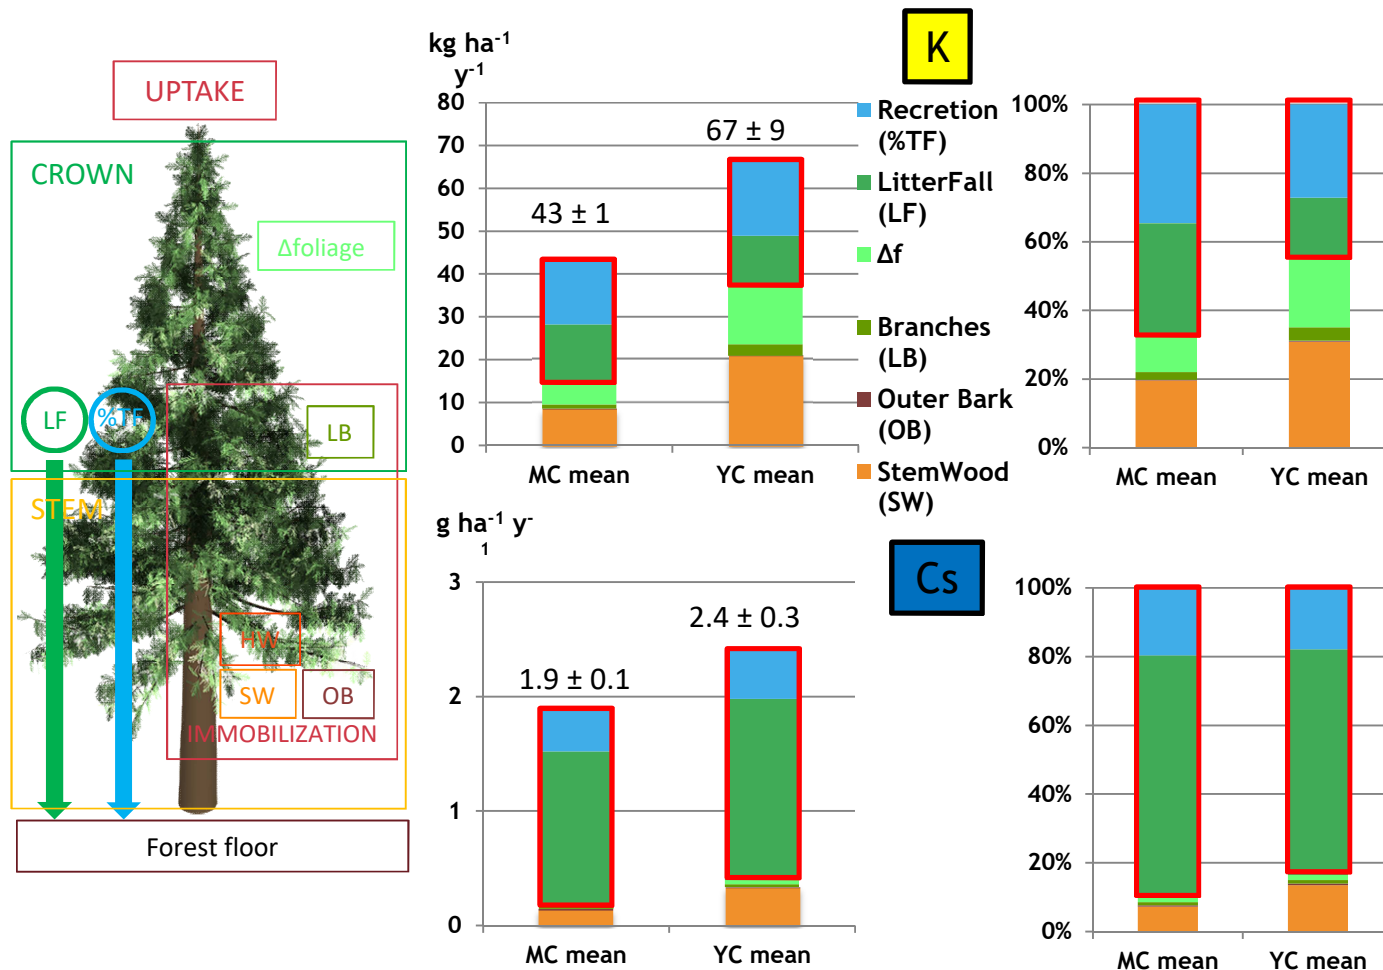 UPTAKE
CROWN
Δfoliage
LF
%TF
LB
STEM
HW
SW
OB
IMMOBILIZATION
Forest floor
kg ha-1
y-1
K
80
70
60
50
40
30
20
10
0
43 ± 1
67 ± 9
MC mean
YC mean
Recretion
(%TF)
LitterFall
(LF)
Δf
Branches
(LB)
Outer Bark
(OB)
StemWood
(SW)
100%
80%
60%
40%
20%
0%
MC mean
YC mean
g ha-1 y-
1
Cs
3
2
1
0
1.9 ± 0.1
2.4 ± 0.3
MC mean
YC mean
100%
80%
60%
40%
20%
0%
MC mean
YC mean